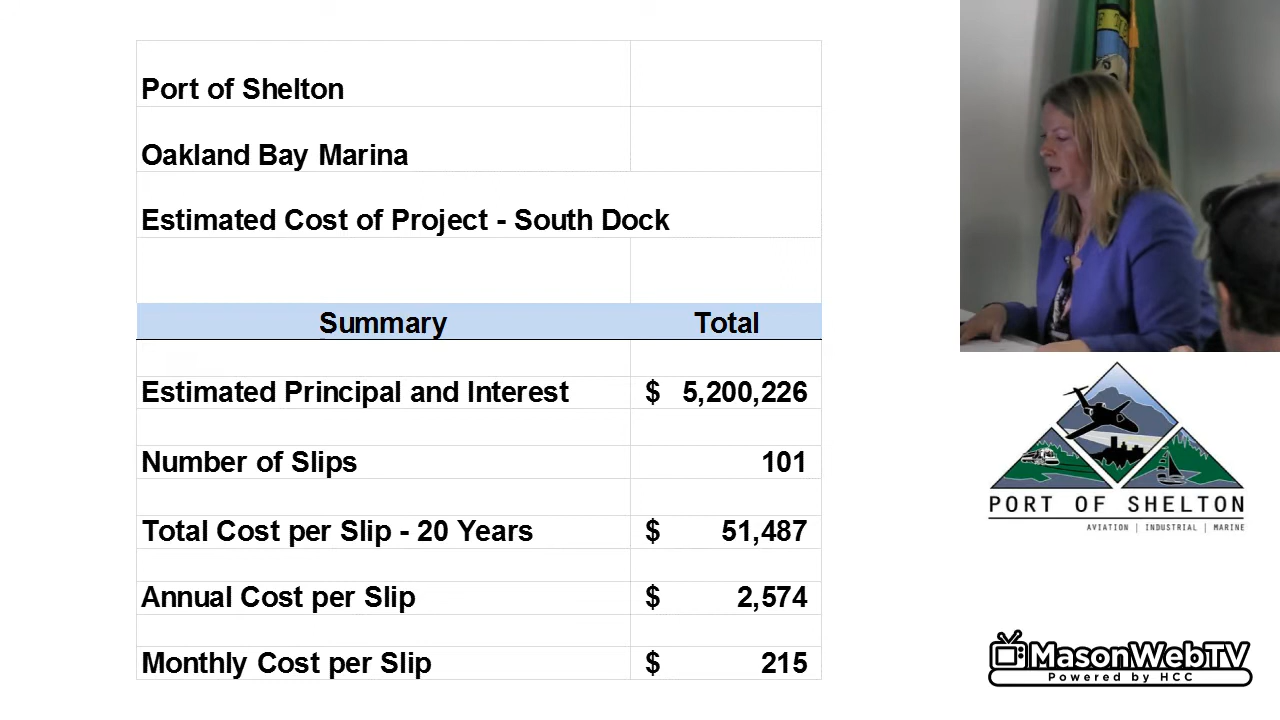 Port of Shelton
Oakland Bay Marina
Estimated Cost of Project - South Dock
Summary Total
Estimated Principal and Interest $ 5,200,226
Number of Slips 101
Total Cost per Slip - 20 Years $ 51,487
Annual Cost per Slip $ 2,574
Monthly Cost per Slip $ 215
PORT OF SHELTON
AVIATION | INDUSTRIAL | MARINE
MasonWebTV
Powered by HCC